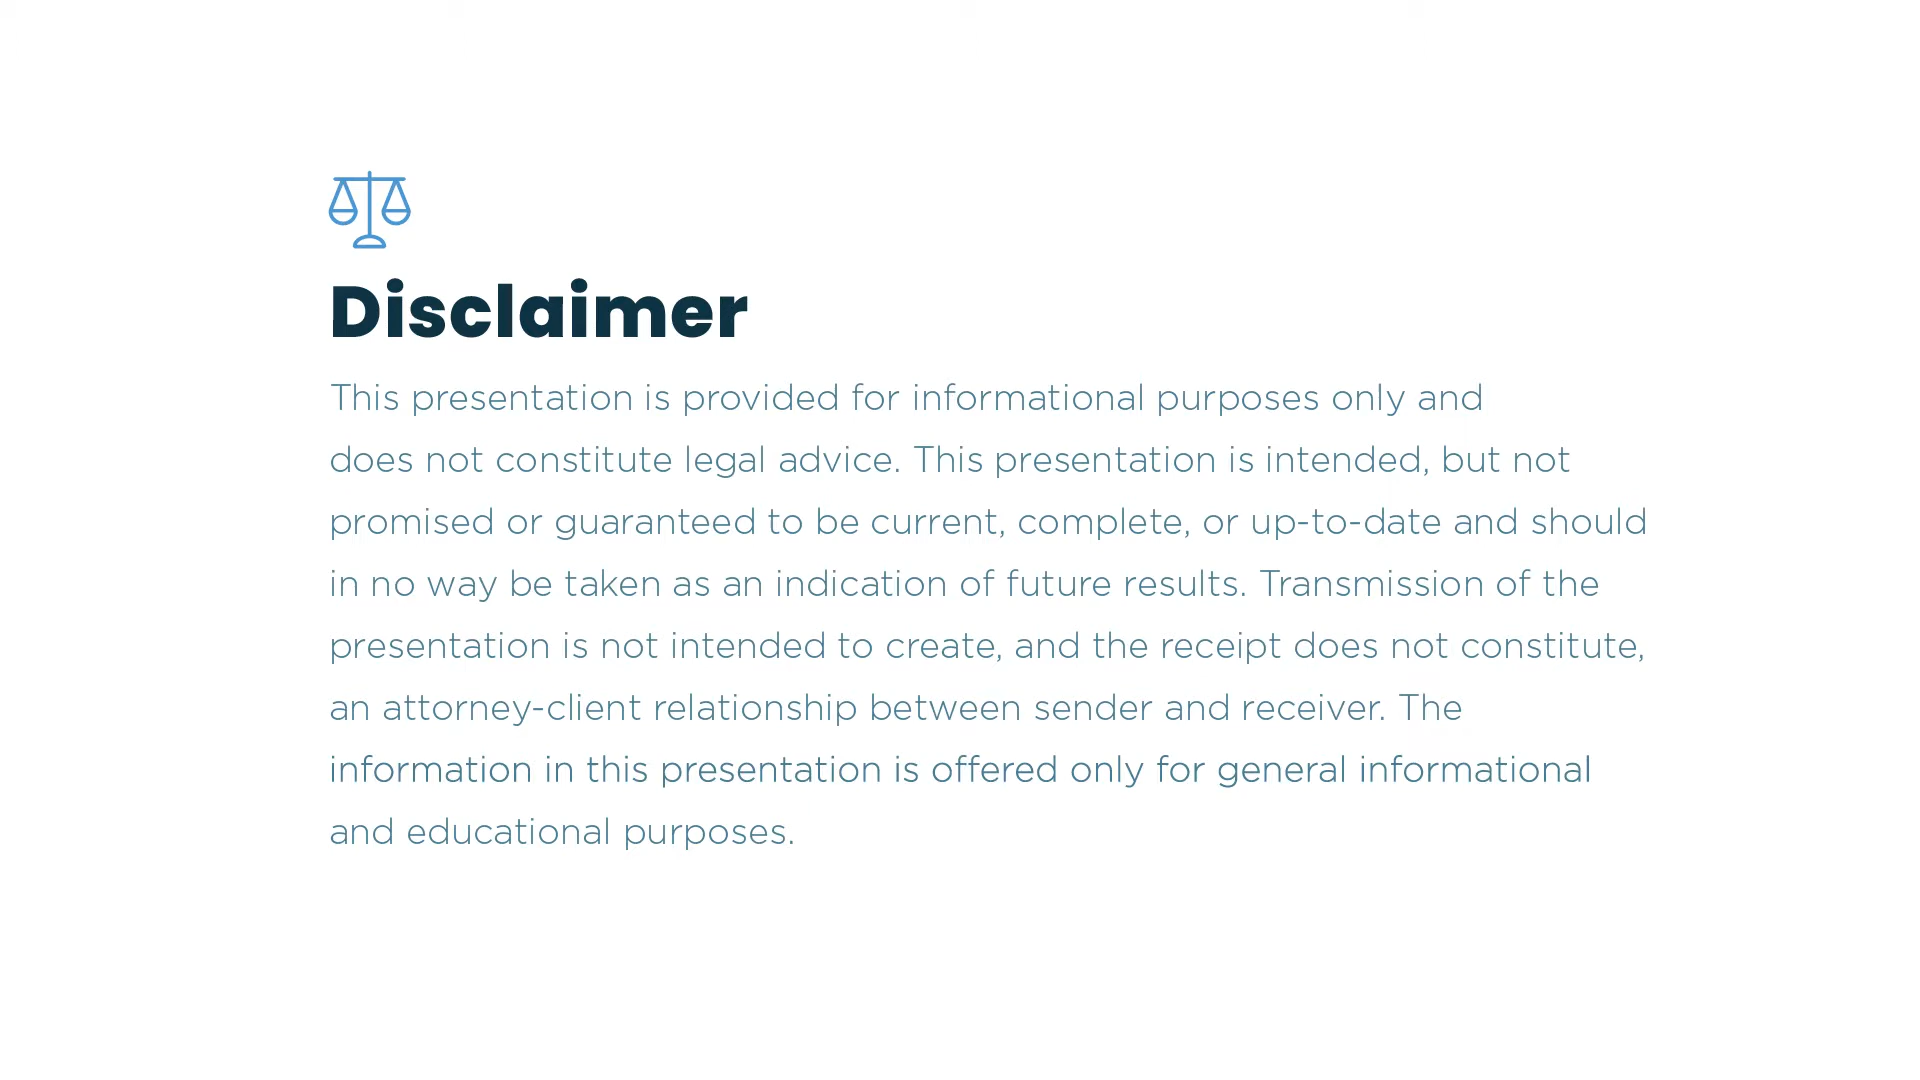 Disclaimer
This presentation is provided for informational purposes only and
does not constitute legal advice. This presentation is intended, but not
promised or guaranteed to be current, complete, or up-to-date and should
in no way be taken as an indication of future results. Transmission of the
presentation is not intended to create, and the receipt does not constitute,
an attorney-client relationship between sender and receiver. The
information in this presentation is offered only for general informational
and educational purposes.